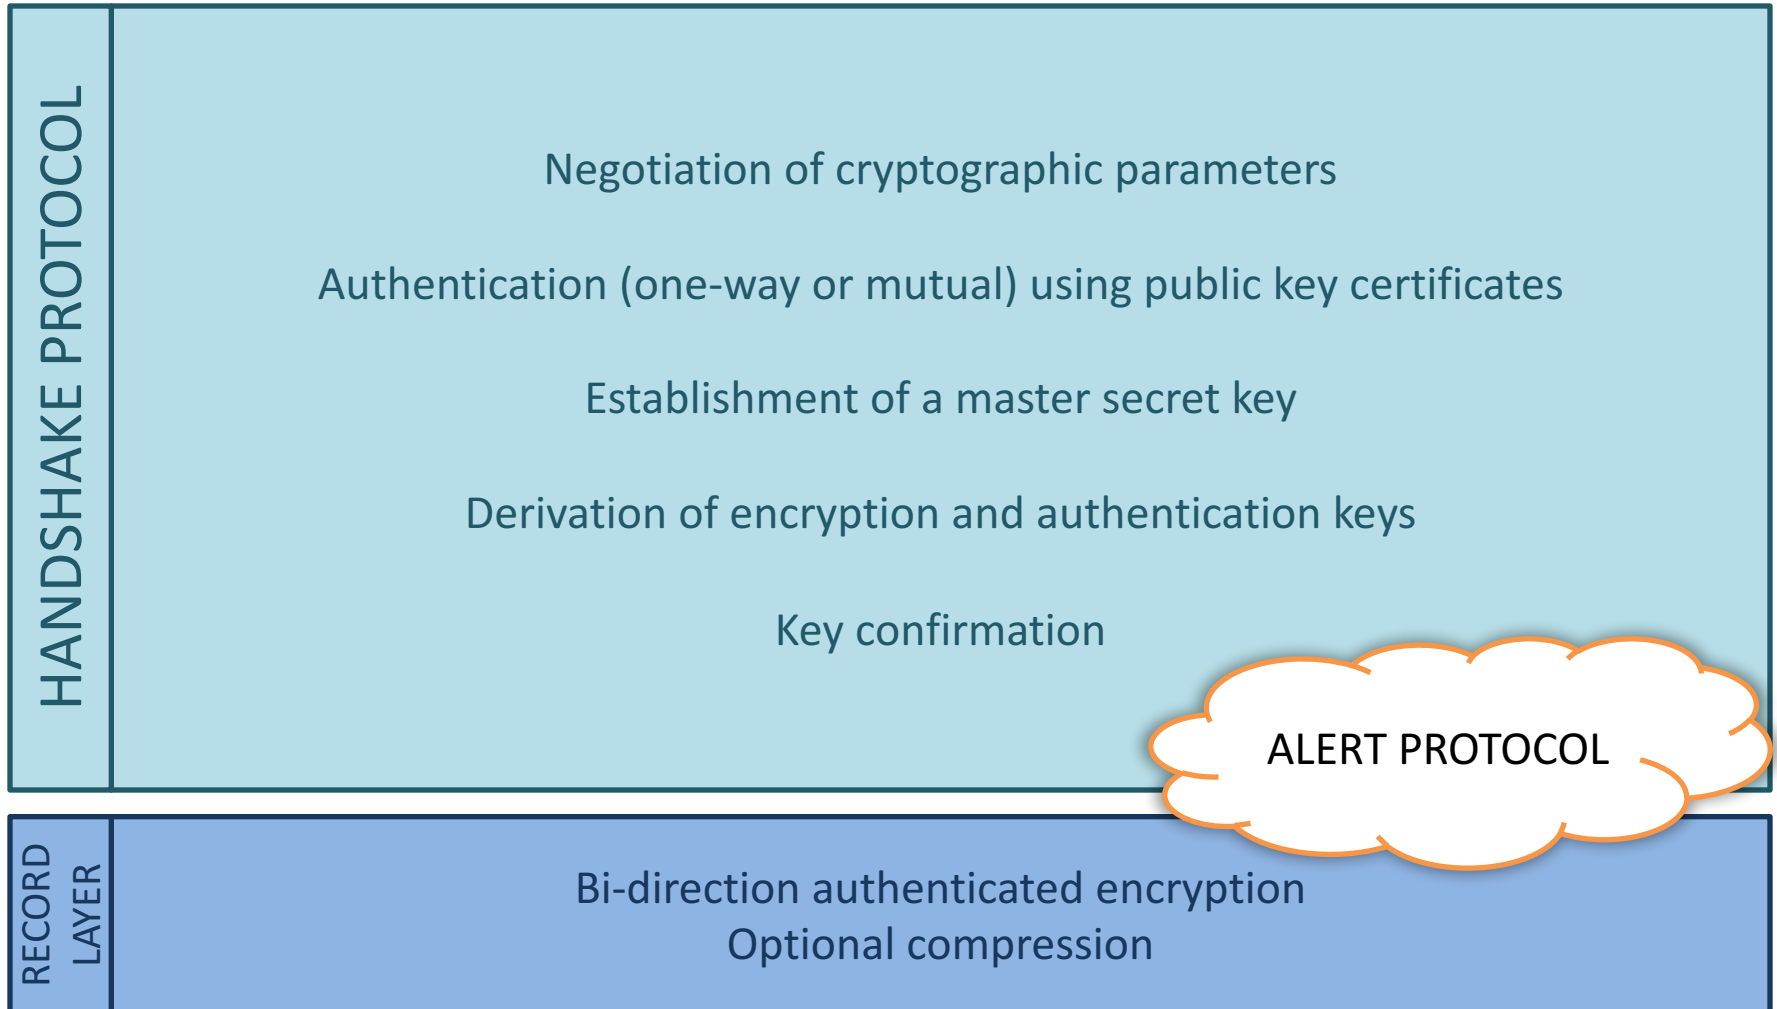 HANDSHAKE PROTOCOL
Negotiation of cryptographic parameters
Authentication (one-way or mutual) using public key certificates
Establishment of a master secret key
Derivation of encryption and authentication keys
Key confirmation
ALERT PROTOCOL
RECORD
LAYER
Bi-direction authenticated encryption
Optional compression